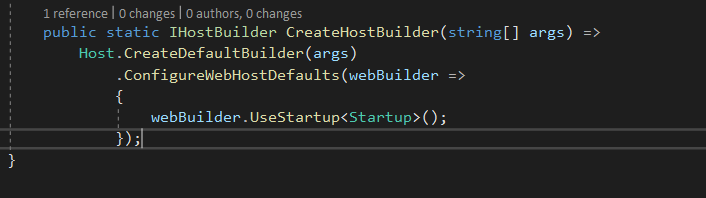 1 reference | 0 changes | 0 authors, 0 changes
public static IHostBuilder CreateHostBuilder(string[] args) =>
Host.CreateDefaultBuilder(args)
.ConfigureWebHostDefaults(webBuilder =>
{
webBuilder.UseStartup<Startup>();
});
}